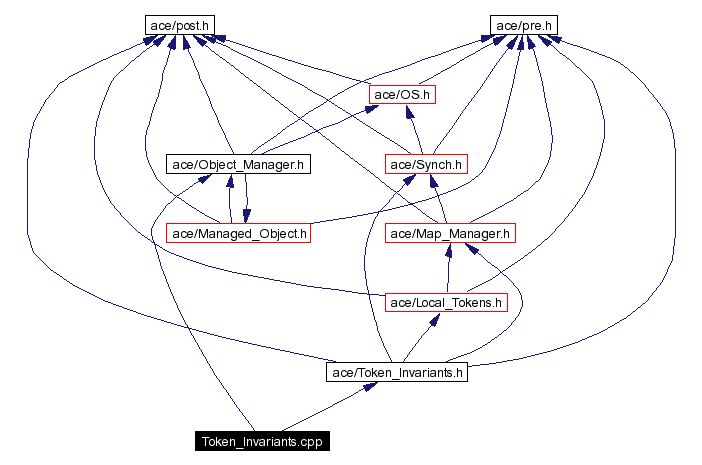 ace/post.h
ace/pre.h
ace/OS.h
ace/Object_Manager.h
ace/Synch.h
ace/Managed_Object.h
ace/Map_Manager.h
ace/Local_Tokens.h
ace/Token_Invariants.h
Token_Invariants.cpp